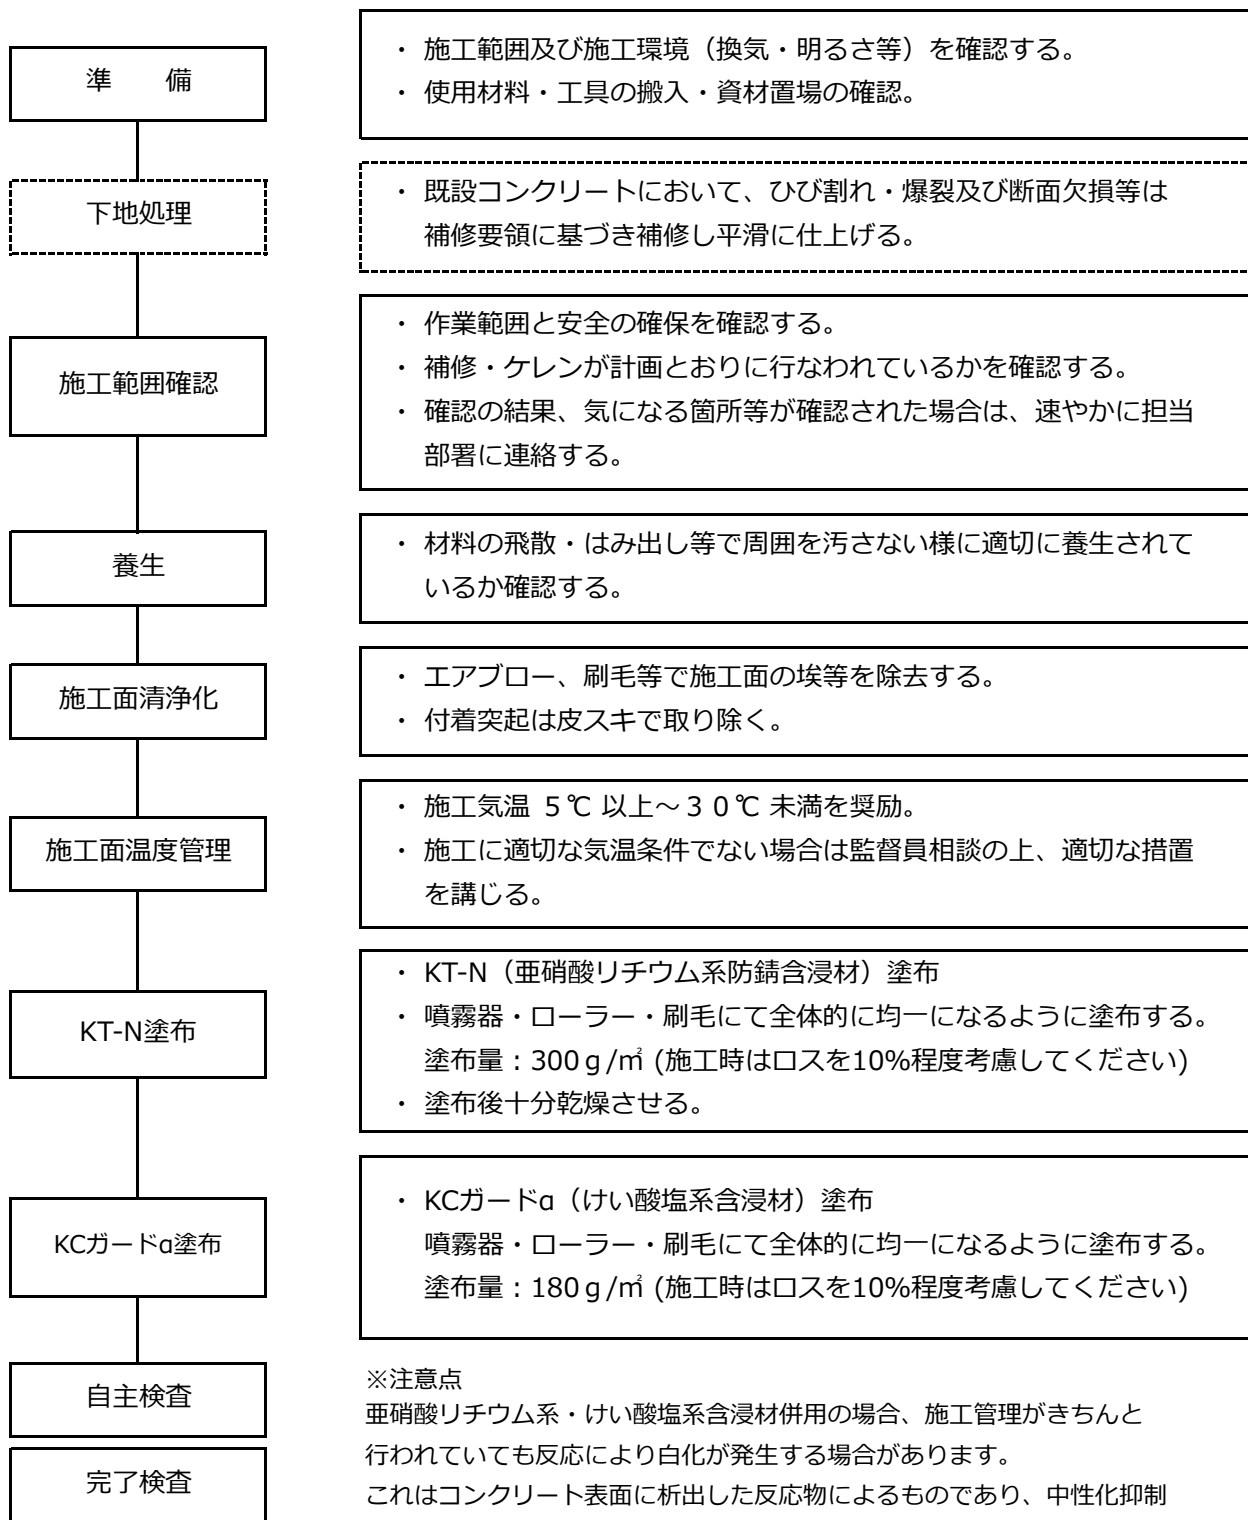 準　　備
・ 施工範囲及び施工環境（換気・明るさ等）を確認する。
・ 使用材料・工具の搬入・資材置場の確認。
下地処理
・ 既設コンクリートにおいて、ひび割れ・爆裂及び断面欠損等は
補修要領に基づき補修し平滑に仕上げる。
施工範囲確認
・ 作業範囲と安全の確保を確認する。
・ 補修・ケレンが計画とおりに行なわれているかを確認する。
・ 確認の結果、気になる箇所等が確認された場合は、速やかに担当
部署に連絡する。
養生
・ 材料の飛散・はみ出し等で周囲を汚さない様に適切に養生されて
いるか確認する。
施工面清浄化
・ エアブロー、刷毛等で施工面の埃等を除去する。
・ 付着突起は皮スキで取り除く。
施工面温度管理
・ 施工気温 ５℃ 以上～３０℃ 未満を奨励。
・ 施工に適切な気温条件でない場合は監督員相談の上、適切な措置
を講じる。
KT-N塗布
・ KT-N（亜硝酸リチウム系防錆含浸材）塗布
・ 噴霧器・ローラー・刷毛にて全体的に均一になるように塗布する。
塗布量：300ｇ/㎡ (施工時はロスを10%程度考慮してください)
・ 塗布後十分乾燥させる。
KCガードα塗布
・ KCガードα（けい酸塩系含浸材）塗布
噴霧器・ローラー・刷毛にて全体的に均一になるように塗布する。
塗布量：180ｇ/㎡ (施工時はロスを10%程度考慮してください)
自主検査
完了検査
※注意点
亜硝酸リチウム系・けい酸塩系含浸材併用の場合、施工管理がきちんと
行われていても反応により白化が発生する場合があります。
これはコンクリート表面に析出した反応物によるものであり、中性化抑制